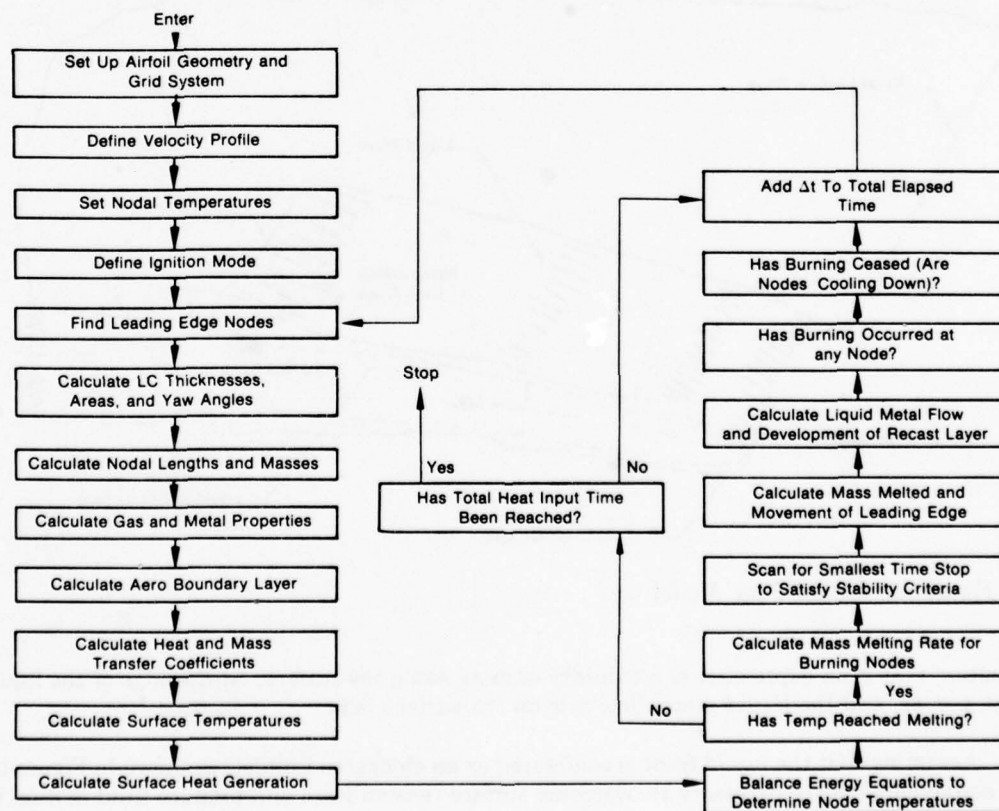 Enter
Set Up Airfoil Geometry and
Grid System
Define Velocity Profile
Set Nodal Temperatures
Define Ignition Mode
Find Leading Edge Nodes
Calculate LC Thicknesses,
Areas, and Yaw Angles
Calculate Nodal Lengths and Masses
Calculate Gas and Metal Properties
Calculate Aero Boundary Layer
Calculate Heat and Mass
Transfer Coefficients
Calculate Surface Temperatures
Calculate Surface Heat Generation
Stop
Yes
No
Has Total Heat Input Time
Been Reached?
No
Add Δt To Total Elapsed
Time
Has Burning Ceased (Are
Nodes Cooling Down)?
Has Burning Occurred at
any Node?
Calculate Liquid Metal Flow
and Development of Recast Layer
Calculate Mass Melted and
Movement of Leading Edge
Scan for Smallest Time Stop
to Satisfy Stability Criteria
Calculate Mass Melting Rate for
Burning Nodes
Yes
Has Temp Reached Melting?
Balance Energy Equations to
Determine Node Temperatures